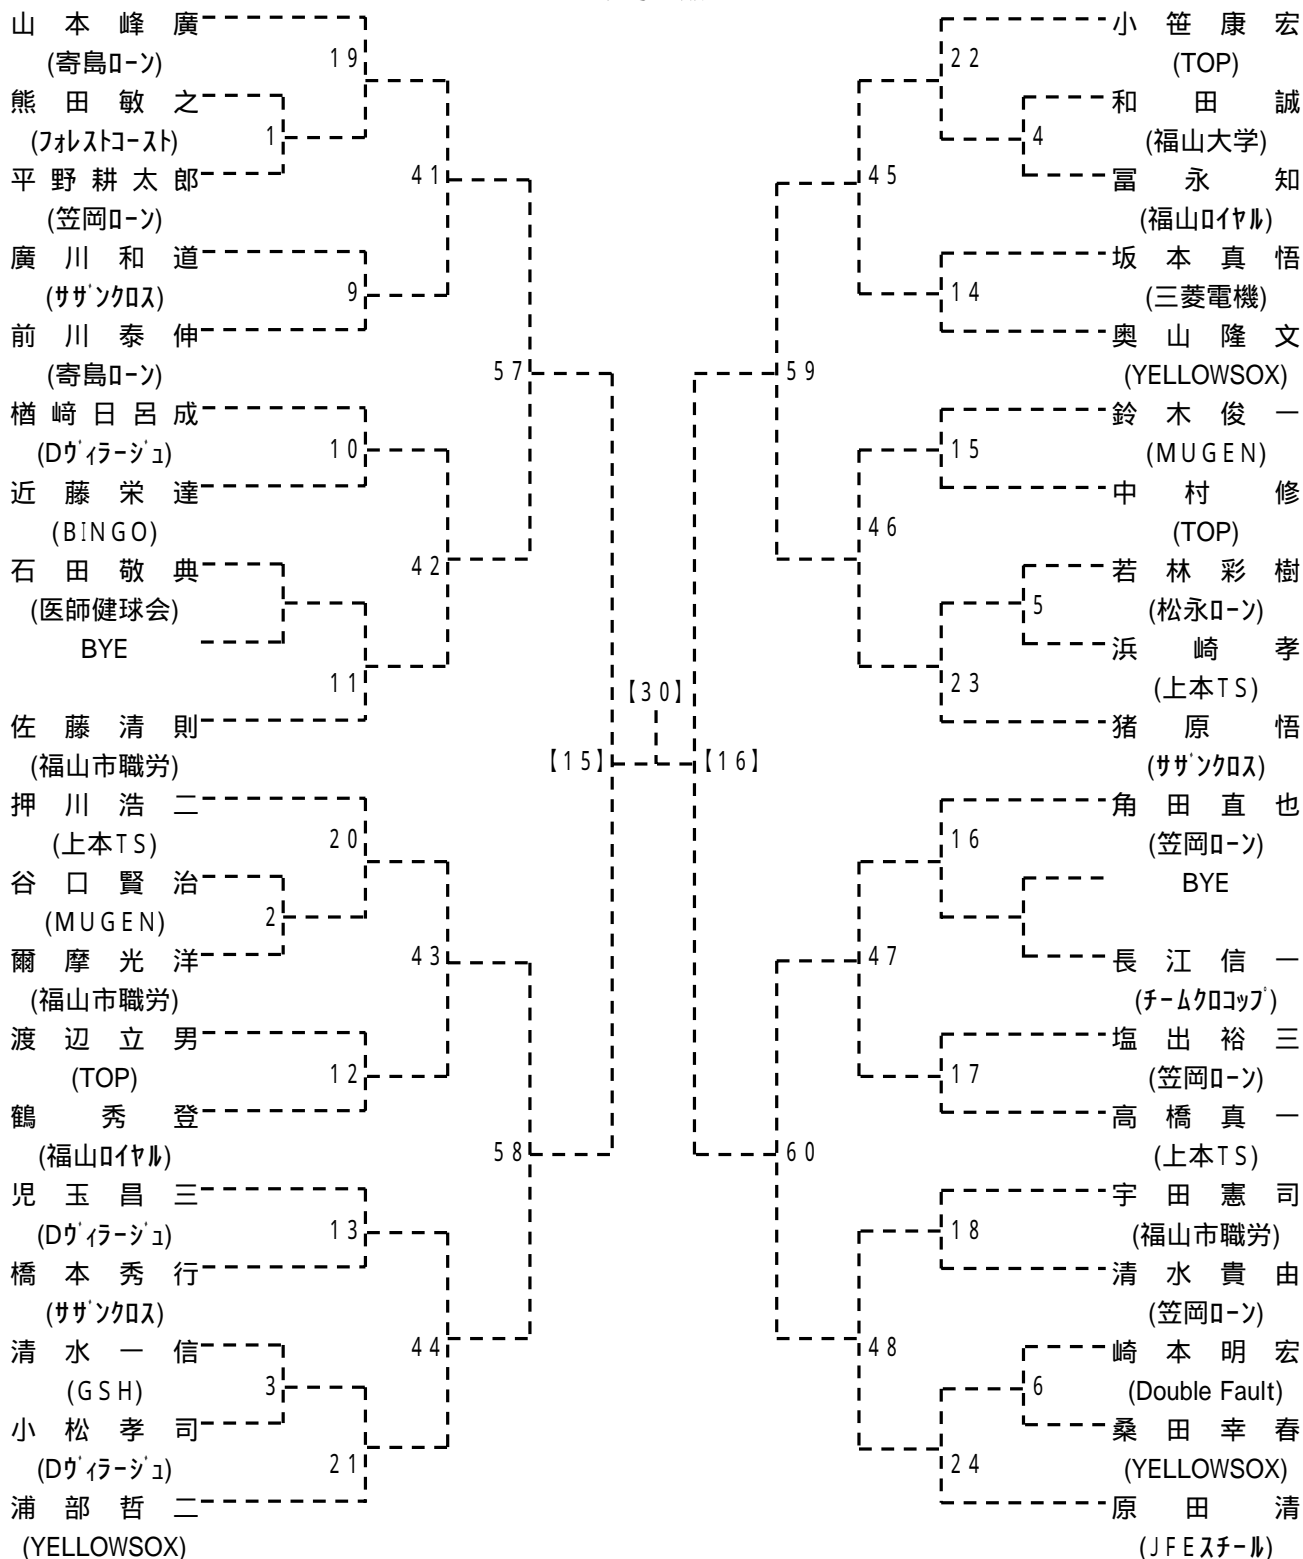 山本峰廣
(寄島ローン)
19
熊田敏之
(フォレストコースト)
1
平野耕太郎
(笠岡ローン)
41
廣川和道
(サザンクロス)
9
前川泰伸
(寄島ローン)
57
楢﨑日呂成
(Dヴィラージュ)
10
近藤栄達
(BINGO)
42
石田敬典
(医師健球会)
BYE
11
佐藤清則
(福山市職労)
【15】
【30】
【16】
押川浩二
(上本TS)
20
谷口賢治
(MUGEN)
2
爾摩光洋
(福山市職労)
43
渡辺立男
(TOP)
12
鶴秀登
(福山ロイヤル)
58
児玉昌三
(Dヴィラージュ)
13
橋本秀行
(サザンクロス)
44
清水一信
(GSH)
3
小松孝司
(Dヴィラージュ)
21
浦部哲二
(YELLOWSOX)
小笹康宏
(TOP)
22
和田誠
(福山大学)
4
冨永知
(福山ロイヤル)
45
坂本真悟
(三菱電機)
14
奥山隆文
(YELLOWSOX)
59
鈴木俊一
(MUGEN)
15
中村修
(TOP)
46
若林彩樹
(松永ローン)
5
浜崎孝
(上本TS)
23
猪原悟
(サザンクロス)
角田直也
(笠岡ローン)
16
BYE
長江信一
(チームクロコップ)
47
塩出裕三
(笠岡ローン)
17
高橋真一
(上本TS)
60
宇田憲司
(福山市職労)
18
清水貴由
(笠岡ローン)
48
崎本明宏
(Double Fault)
6
桑田幸春
(YELLOWSOX)
24
原田清
(JFEスチール)